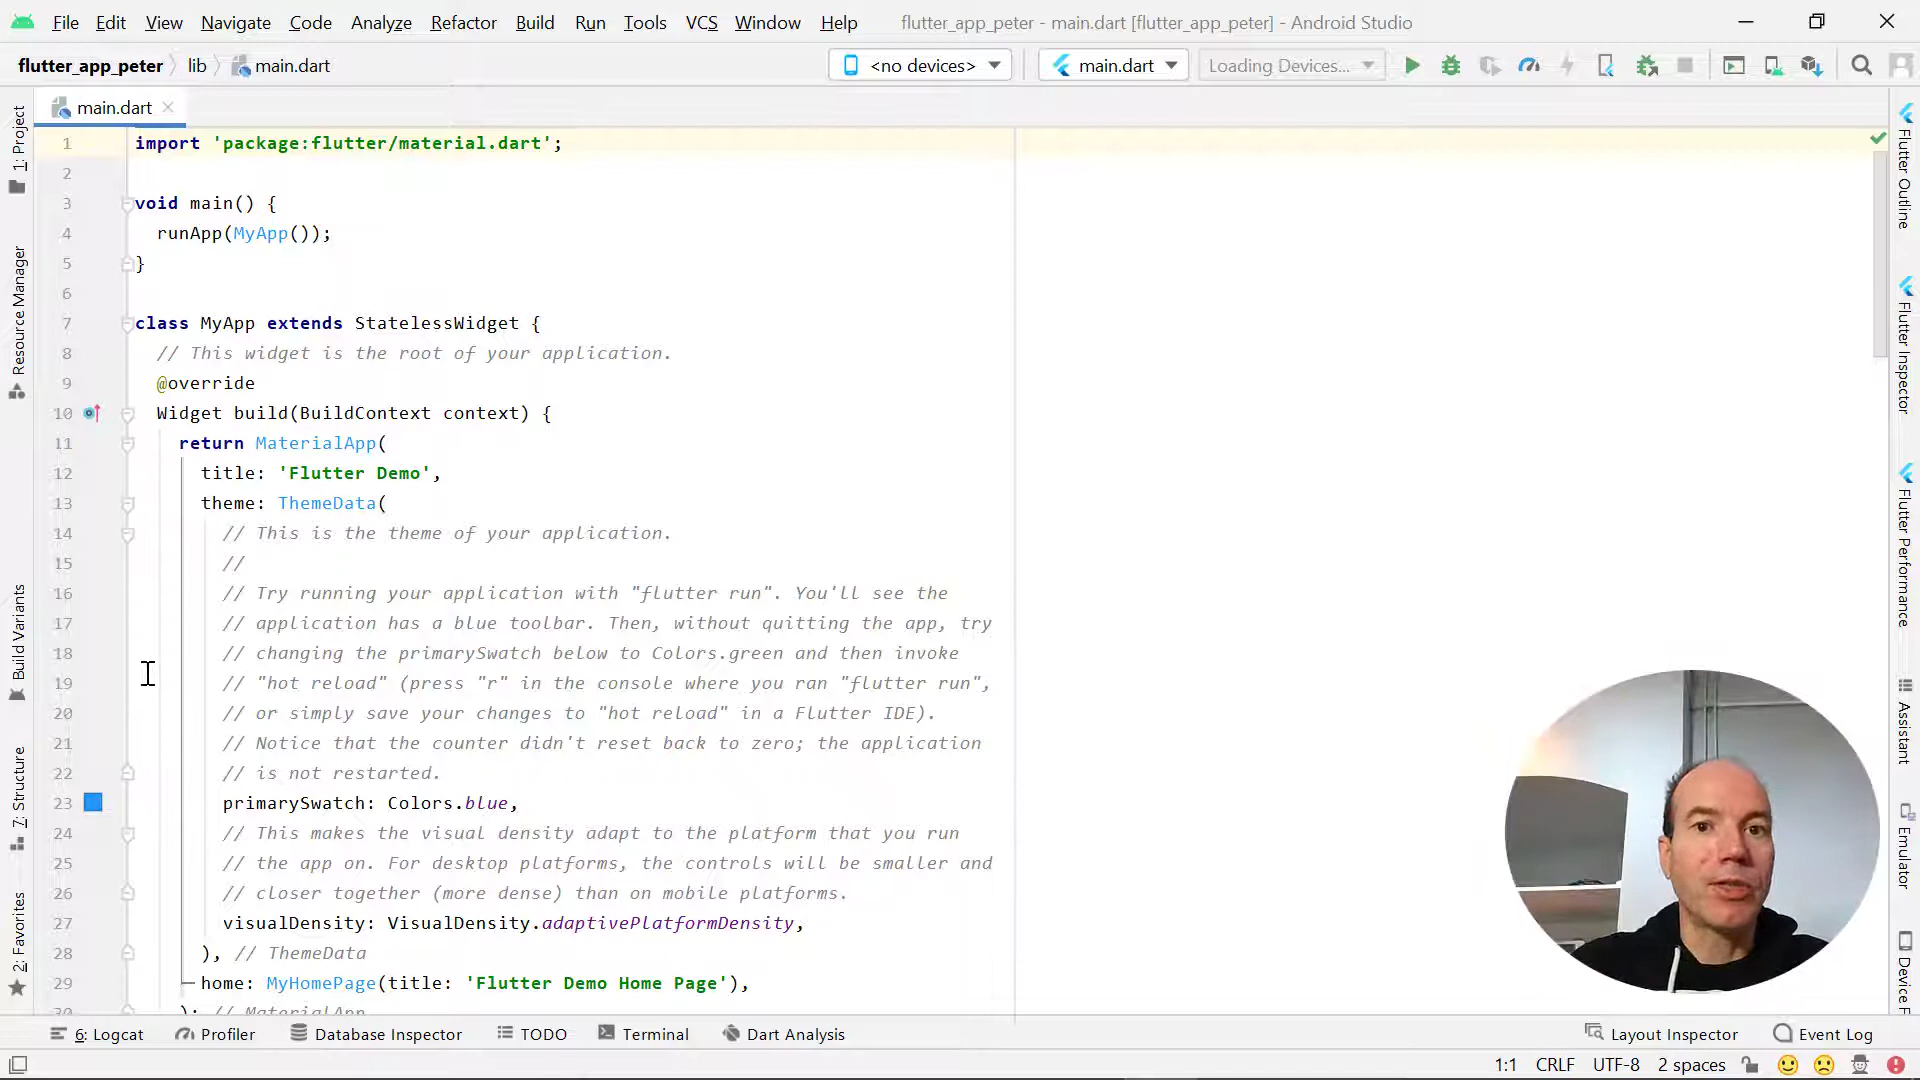 File Edit View Navigate Code Analyze Refactor Build Run Tools VCS Window Help flutter_app_peter - main.dart [flutter_app_peter] - Android Studio
flutter_app_peter lib main.dart <no devices> main.dart Loading Devices...
main.dart
1 import 'package:flutter/material.dart';
2
3 void main() {
4 runApp(MyApp());
5 }
6
7 class MyApp extends StatelessWidget {
8 // This widget is the root of your application.
9 @override
10 Widget build(BuildContext context) {
11 return MaterialApp(
12 title: 'Flutter Demo',
13 theme: ThemeData(
14 // This is the theme of your application.
15 //
16 // Try running your application with "flutter run". You'll see the
17 // application has a blue toolbar. Then, without quitting the app, try
18 // changing the primarySwatch below to Colors.green and then invoke
19 // "hot reload" (press "r" in the console where you ran "flutter run",
20 // or simply save your changes to "hot reload" in a Flutter IDE).
21 // Notice that the counter didn't reset back to zero; the application
22 // is not restarted.
23 primarySwatch: Colors.blue,
24 // This makes the visual density adapt to the platform that you run
25 // the app on. For desktop platforms, the controls will be smaller and
26 // closer together (more dense) than on mobile platforms.
27 visualDensity: VisualDensity.adaptivePlatformDensity,
28 ), // ThemeData
29 home: MyHomePage(title: 'Flutter Demo Home Page'),
30 ); // MaterialApp
1: Project
Resource Manager
Build Variants
7: Structure
2: Favorites
Flutter Outline
Flutter Inspector
Flutter Performance
Assistant
Emulator
Device F
6: Logcat Profiler Database Inspector TODO Terminal Dart Analysis Layout Inspector Event Log
1:1 CRLF UTF-8 2 spaces